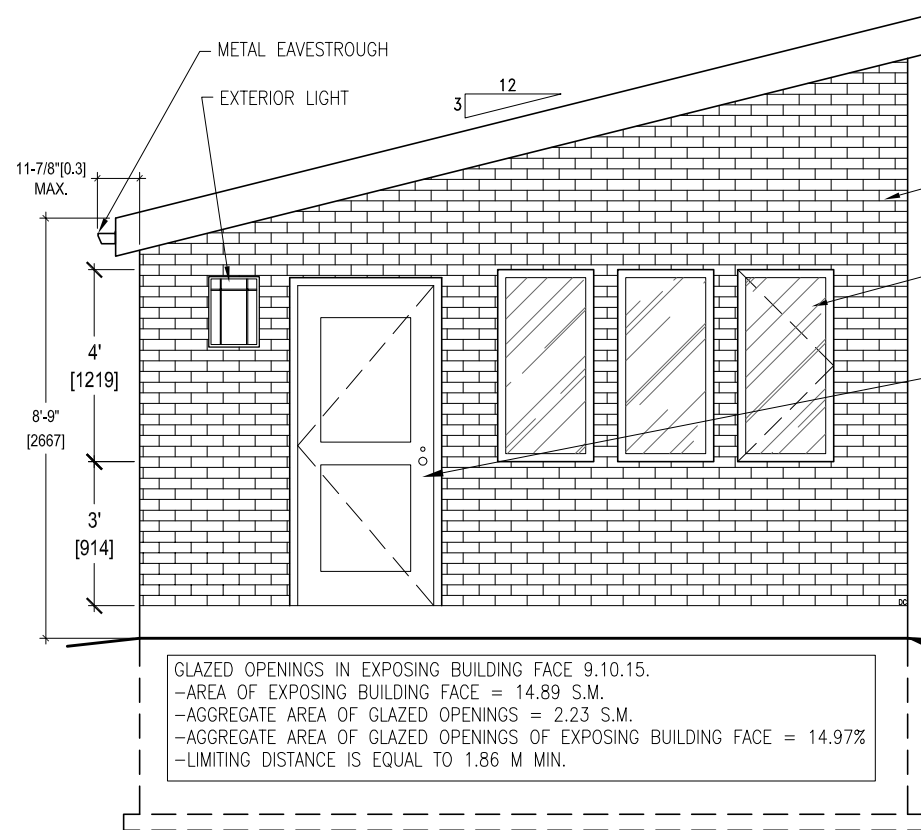 METAL EAVESTROUGH
EXTERIOR LIGHT
12
3
11-7/8"[0.3]
MAX.
4'
[1219]
8'-9"
[2667]
3'
[914]
DC
GLAZED OPENINGS IN EXPOSING BUILDING FACE 9.10.15.
-AREA OF EXPOSING BUILDING FACE = 14.89 S.M.
-AGGREGATE AREA OF GLAZED OPENINGS = 2.23 S.M.
-AGGREGATE AREA OF GLAZED OPENINGS OF EXPOSING BUILDING FACE = 14.97%
-LIMITING DISTANCE IS EQUAL TO 1.86 M MIN.